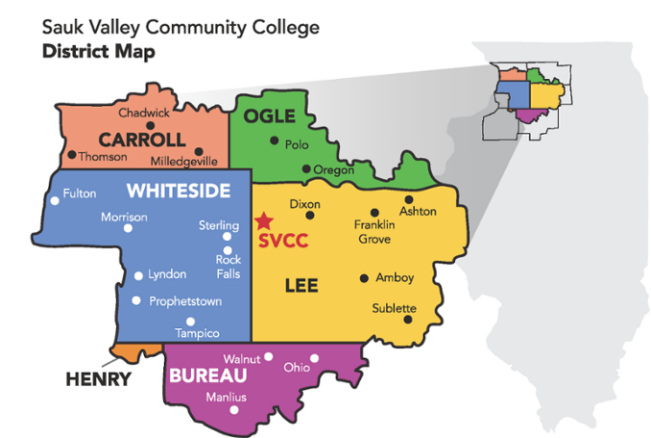 Sauk Valley Community College
District Map
Chadwick
CARROLL
Thomson
Milledgeville
OGLE
Polo
Oregon
Fulton
WHITESIDE
Morrison
Sterling
Rock
Falls
Lyndon
Prophetstown
Tampico
Dixon
SVCC
Franklin
Grove
Ashton
LEE
Amboy
Sublette
HENRY
BUREAU
Walnut
Ohio
Manlius